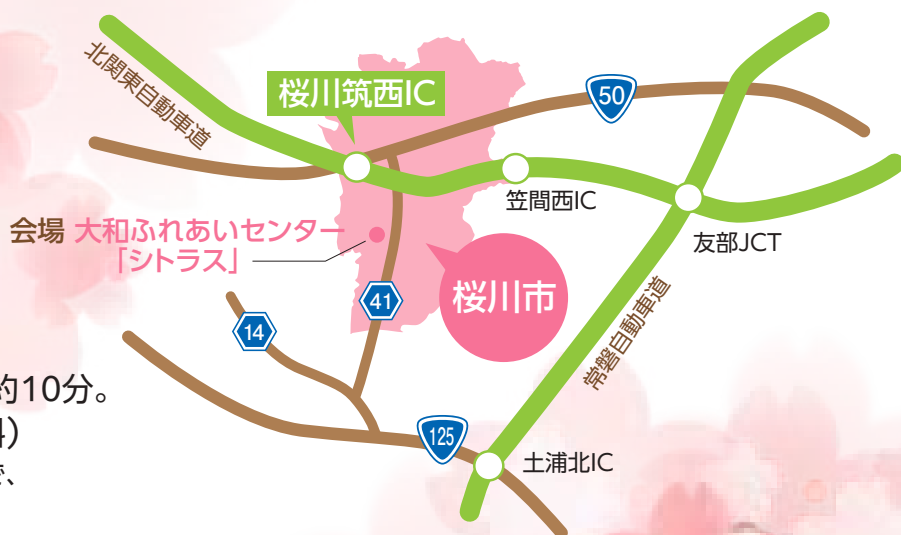 北関東自動車道
桜川筑西IC
50
笠間西IC
友部JCT
会場 大和ふれあいセンター
「シトラス」
桜川市
41
14
常磐自動車道
約10分。
)
で、
125
土浦北IC